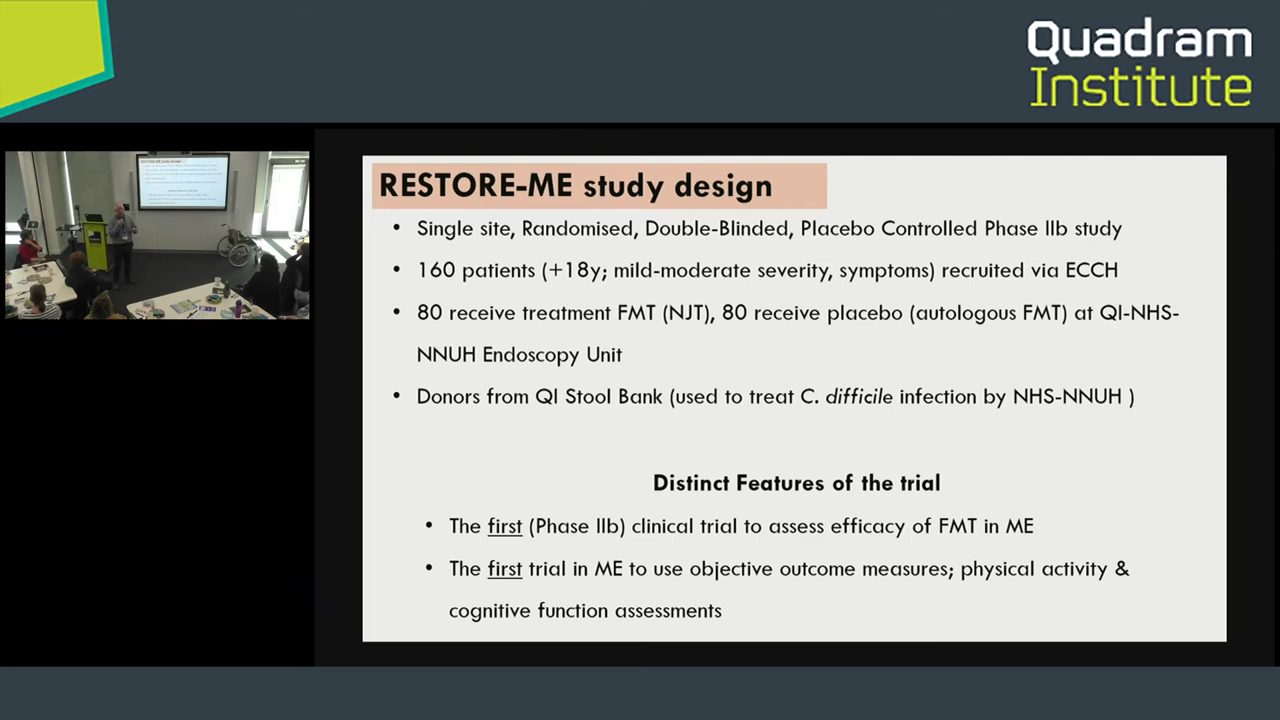 Quadram
Institute
RESTORE-ME study design
• Single site, Randomised, Double-Blinded, Placebo Controlled Phase IIb study
• 160 patients (+18y; mild-moderate severity, symptoms) recruited via ECCH
• 80 receive treatment FMT (NJT), 80 receive placebo (autologous FMT) at QI-NHS-
NNUH Endoscopy Unit
• Donors from QI Stool Bank (used to treat C. difficile infection by NHS-NNUH )
Distinct Features of the trial
• The first (Phase IIb) clinical trial to assess efficacy of FMT in ME
• The first trial in ME to use objective outcome measures; physical activity &
cognitive function assessments
RESTORE-ME study design